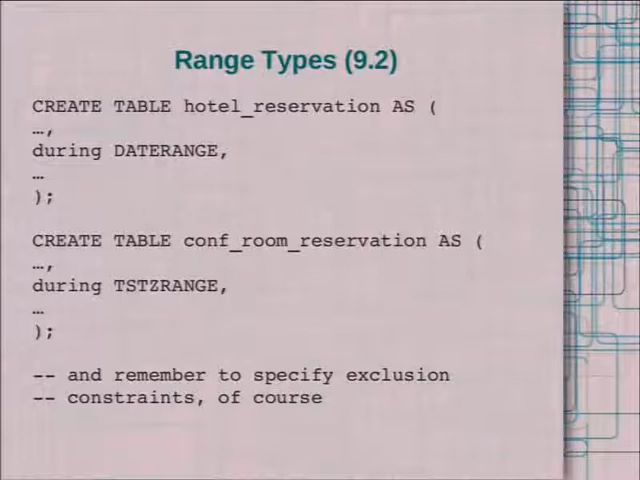 Range Types (9.2)
CREATE TABLE hotel_reservation AS (
…,
during DATERANGE,
…
);
CREATE TABLE conf_room_reservation AS (
…,
during TSTZRANGE,
…
);
-- and remember to specify exclusion
-- constraints, of course